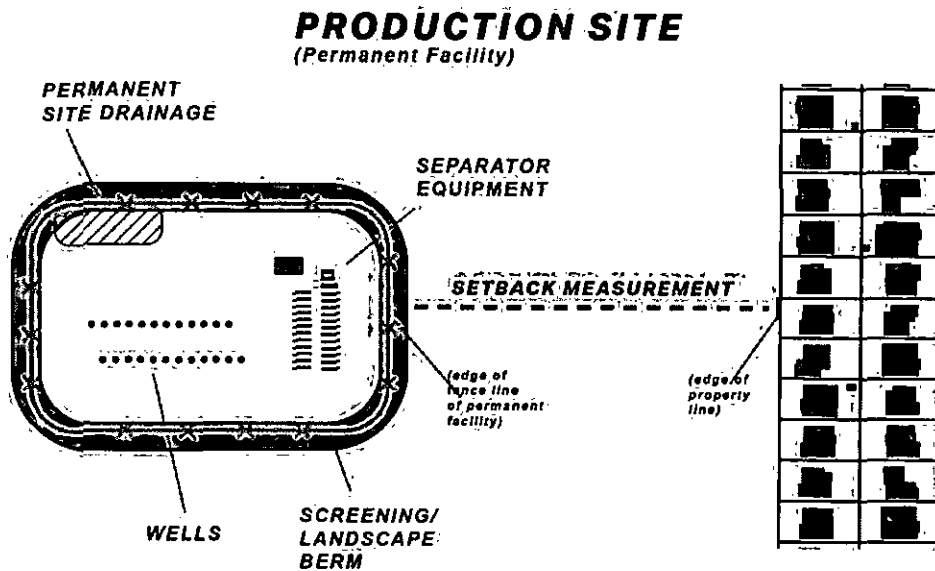 PRODUCTION SITE
(Permanent Facility)
PERMANENT
SITE DRAINAGE
SEPARATOR
EQUIPMENT
SETBACK MEASUREMENT
(edge of
fence line
of permanent
facility)
(edge of
property
line)
WELLS
SCREENING/
LANDSCAPE
BERM